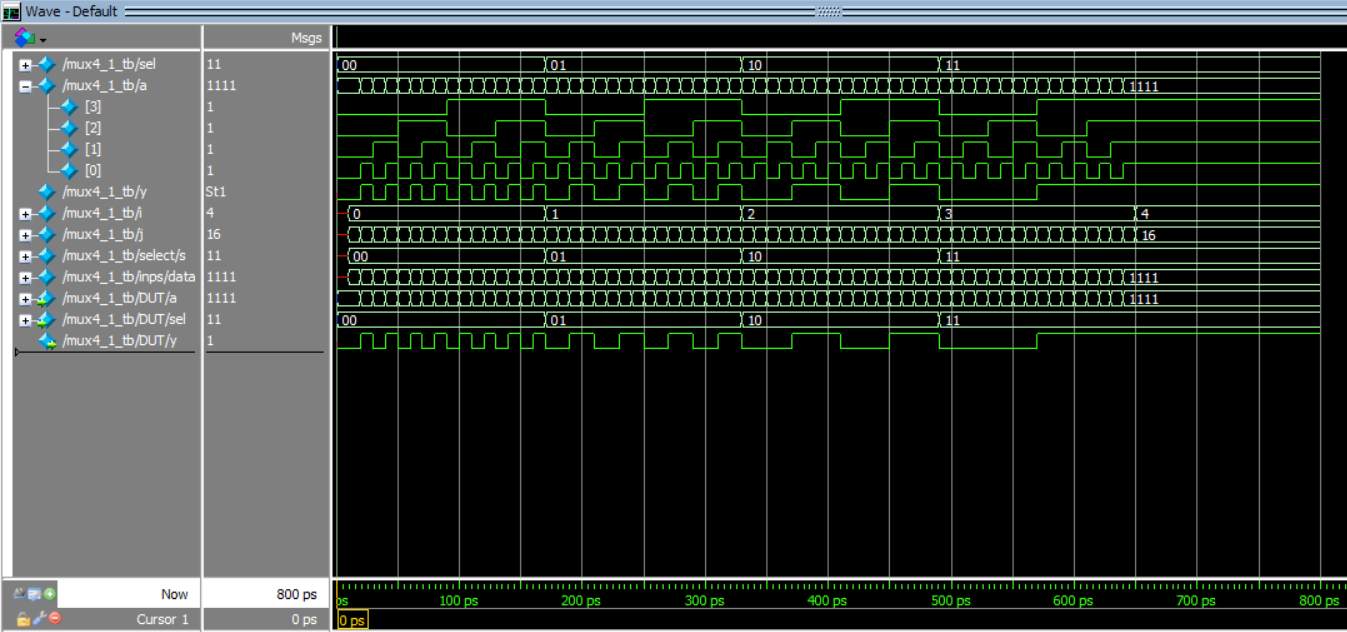 Wave - Default
Msgs
/mux4_1_tb/sel 11 00 01 10 11
/mux4_1_tb/a 1111 1111
[3] 1
[2] 1
[1] 1
[0] 1
/mux4_1_tb/y St1
/mux4_1_tb/i 4 0 1 2 3 4
/mux4_1_tb/j 16 16
/mux4_1_tb/select/s 11 00 01 10 11
/mux4_1_tb/inps/data 1111 1111
/mux4_1_tb/DUT/a 1111 1111
/mux4_1_tb/DUT/sel 11 00 01 10 11
/mux4_1_tb/DUT/y 1
Now 800 ps ps 100 ps 200 ps 300 ps 400 ps 500 ps 600 ps 700 ps 800 ps
Cursor 1 0 ps 0 ps